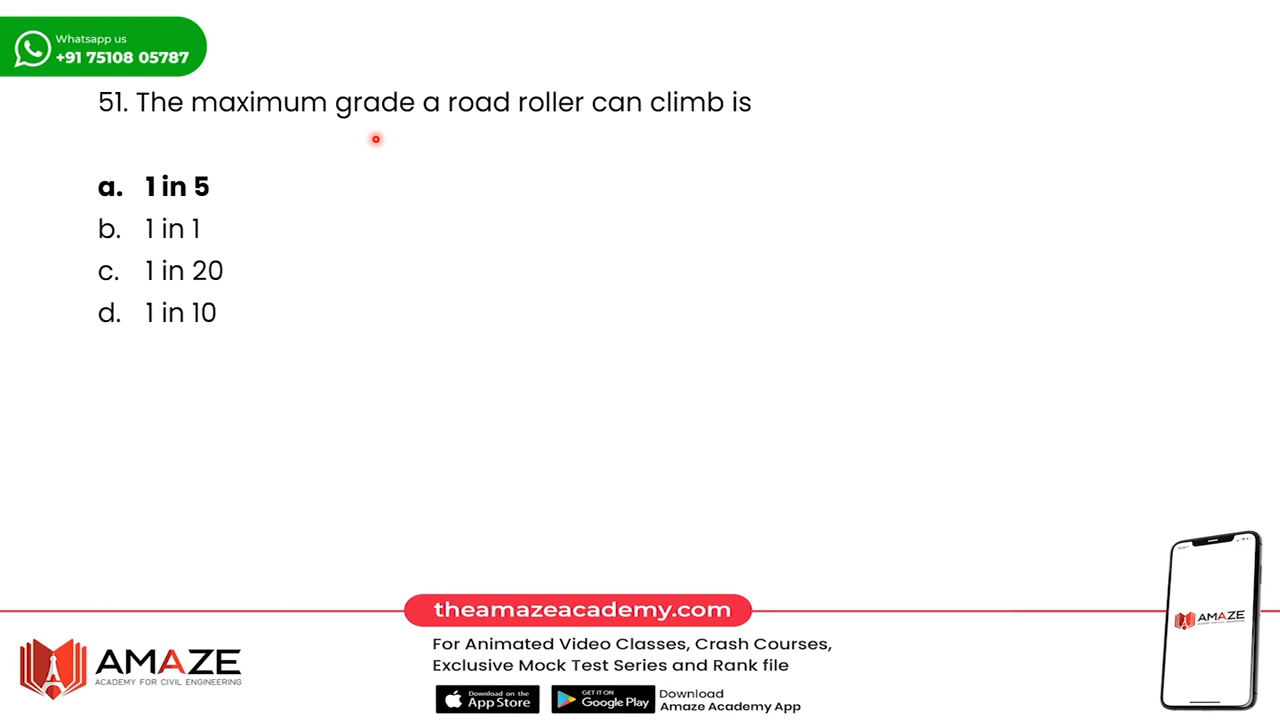 Whatsapp us
+91 75108 05787
51. The maximum grade a road roller can climb is
a. 1 in 5
b. 1 in 1
c. 1 in 20
d. 1 in 10
theamazeacademy.com
For Animated Video Classes, Crash Courses,
Exclusive Mock Test Series and Rank file
AMAZE
ACADEMY FOR CIVIL ENGINEERING
Download on the
App Store
GET IT ON
Google Play
Download
Amaze Academy App
AMAZE